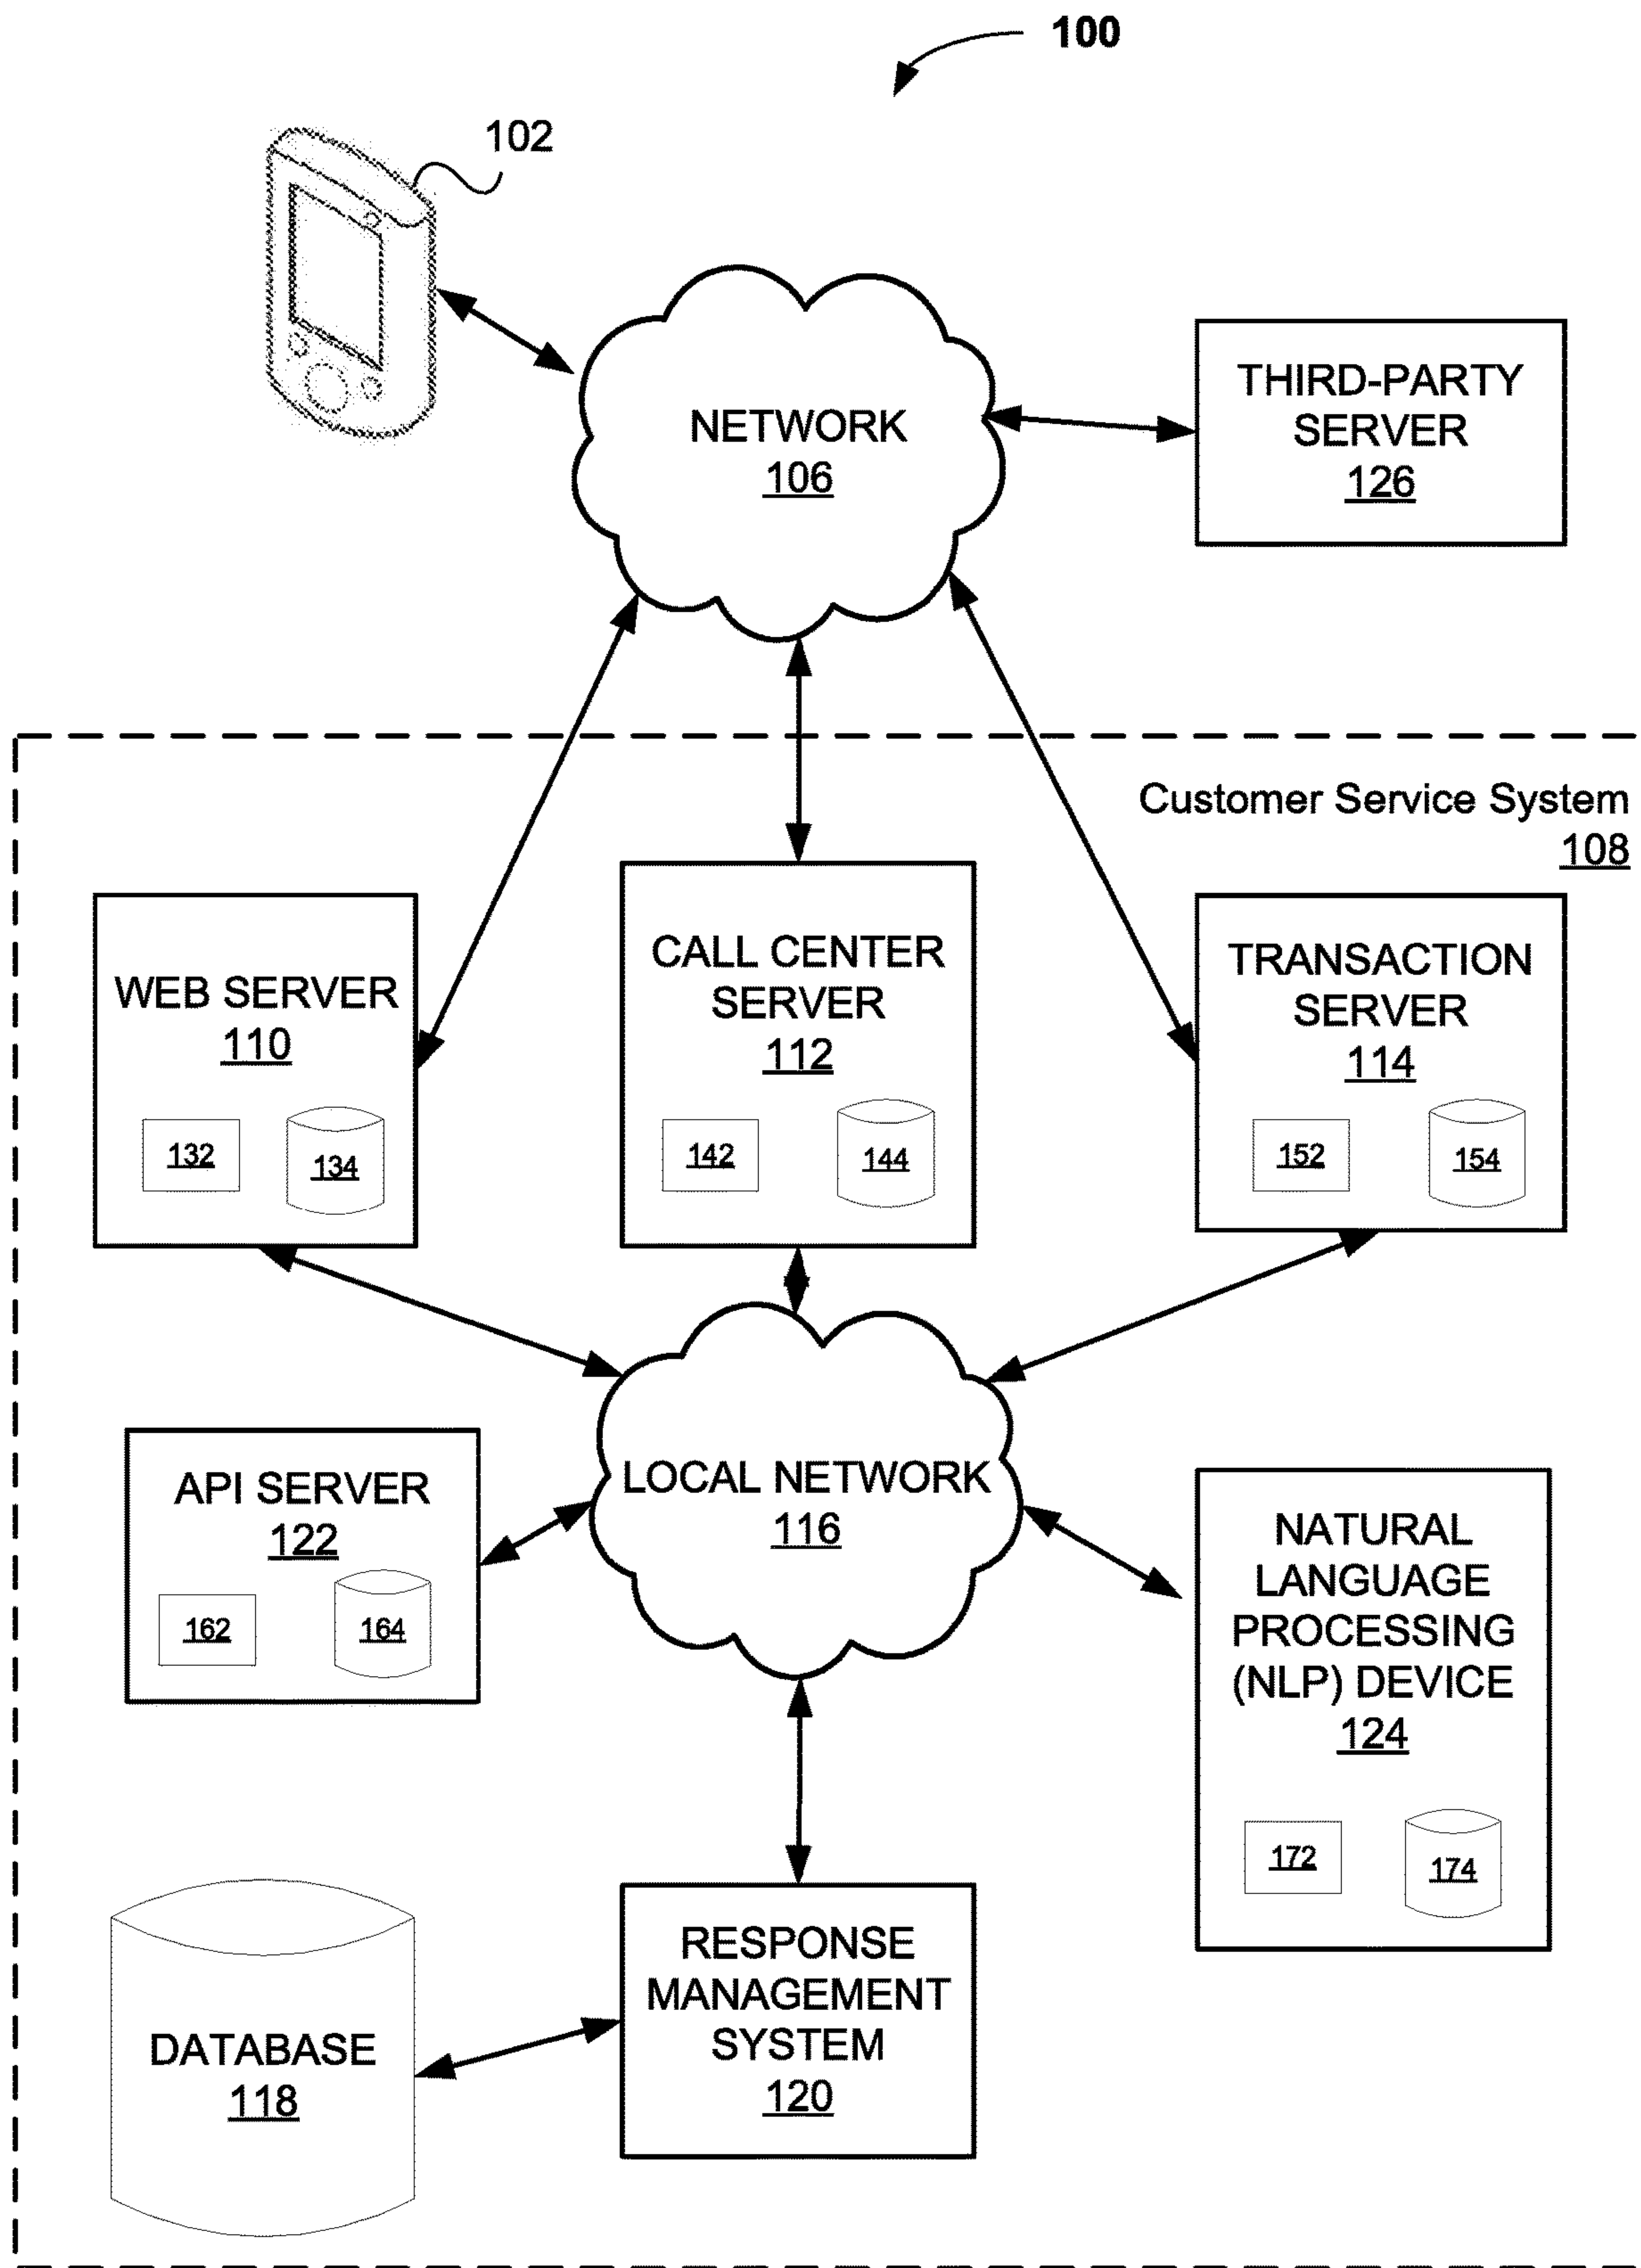 100
102
NETWORK
106
THIRD-PARTY
SERVER
126
Customer Service System
108
WEB SERVER
110
132
134
CALL CENTER
SERVER
112
142
144
TRANSACTION
SERVER
114
152
154
API SERVER
122
162
164
LOCAL NETWORK
116
NATURAL
LANGUAGE
PROCESSING
(NLP) DEVICE
124
172
174
DATABASE
118
RESPONSE
MANAGEMENT
SYSTEM
120